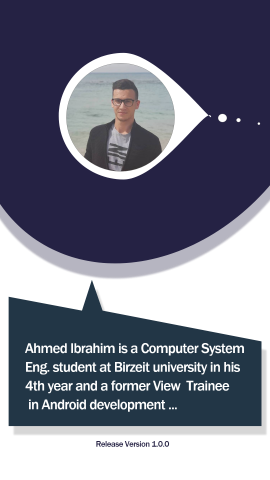 Ahmed Ibrahim is a Computer System
Eng. student at Birzeit university in his
4th year and a former View Trainee
in Android development ...
Release Version 1.0.0